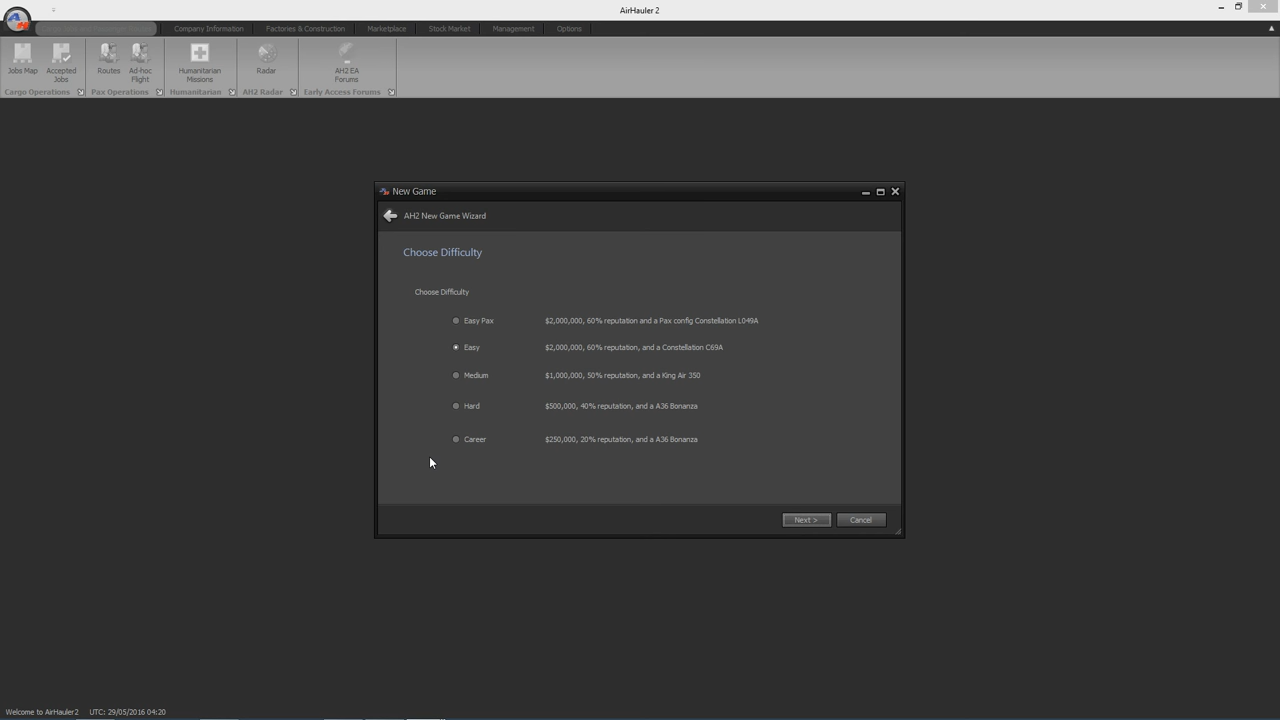 AirHauler 2
Company Information Factories & Construction Marketplace Stock Market Management Options
Jobs Map Accepted Jobs Routes Ad-hoc Flight Humanitarian Missions Radar AH2 EA Forums
Cargo Operations Pax Operations Humanitarian AH2 Radar Early Access Forums
New Game
AH2 New Game Wizard
Choose Difficulty
Choose Difficulty
Easy Pax $2,000,000, 60% reputation and a Pax config Constellation L049A
Easy $2,000,000, 60% reputation, and a Constellation C69A
Medium $1,000,000, 50% reputation, and a King Air 350
Hard $500,000, 40% reputation, and a A36 Bonanza
Career $250,000, 20% reputation, and a A36 Bonanza
Next > Cancel
Welcome to AirHauler2 UTC: 29/05/2016 04:20